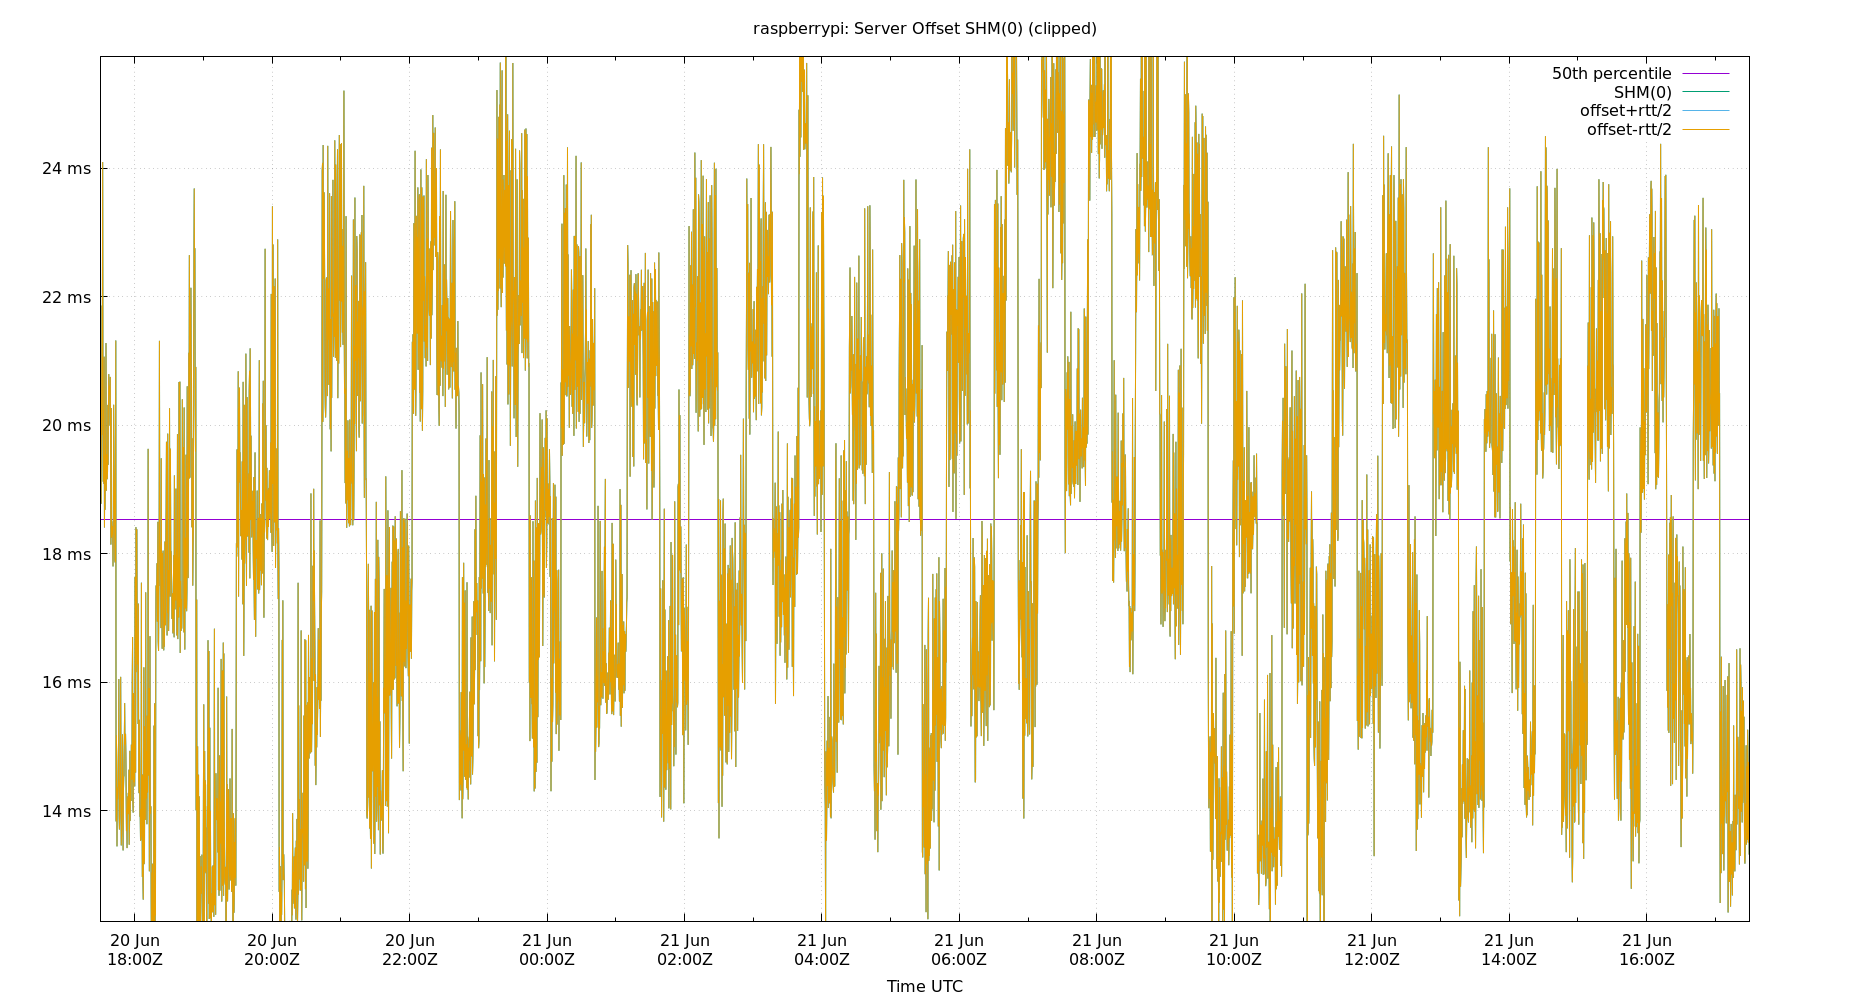 raspberrypi: Server Offset SHM(0) (clipped)
50th percentile
SHM(0)
offset+rtt/2
offset-rtt/2
24 ms
22 ms
20 ms
18 ms
16 ms
14 ms
20 Jun 20 Jun 20 Jun 21 Jun 21 Jun 21 Jun 21 Jun 21 Jun 21 Jun 21 Jun 21 Jun 21 Jun
18:00Z 20:00Z 22:00Z 00:00Z 02:00Z 04:00Z 06:00Z 08:00Z 10:00Z 12:00Z 14:00Z 16:00Z
Time UTC